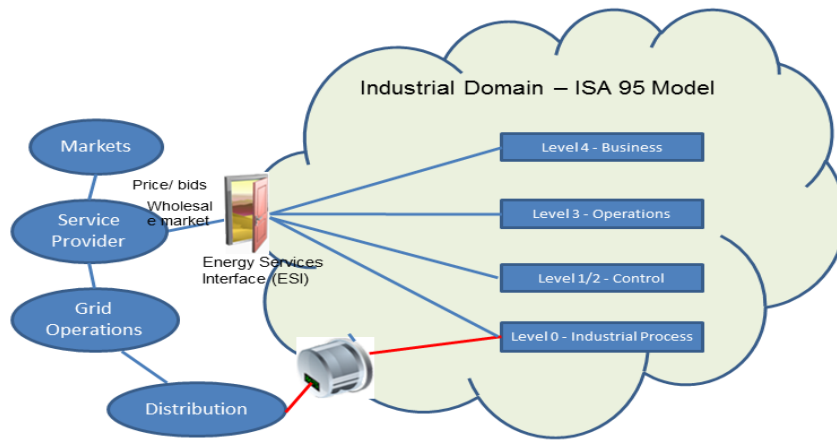 Industrial Domain – ISA 95 Model
Markets
Price/ bids
Wholesal
e market
Service
Provider
Energy Services
Interface (ESI)
Grid
Operations
Distribution
Level 4 - Business
Level 3 - Operations
Level 1/2 - Control
Level 0 - Industrial Process